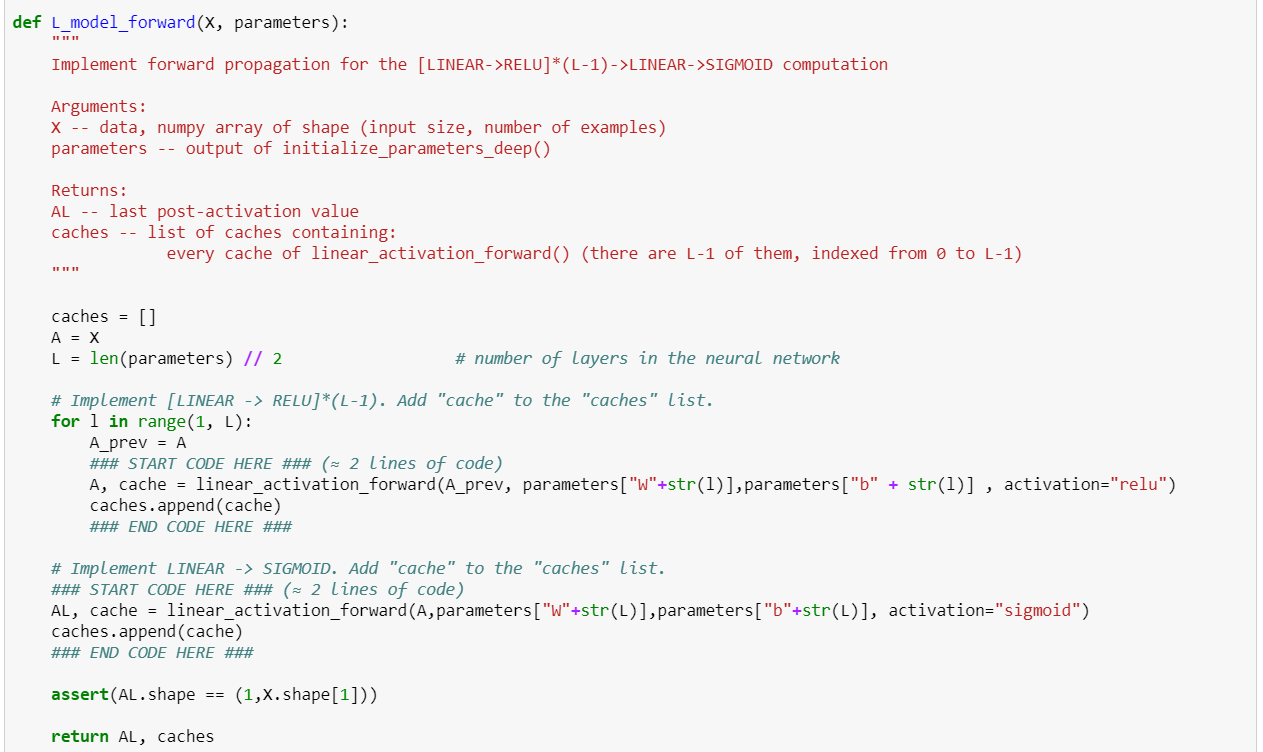 def L_model_forward(X, parameters):
    """
    Implement forward propagation for the [LINEAR->RELU]*(L-1)->LINEAR->SIGMOID computation

    Arguments:
    X -- data, numpy array of shape (input size, number of examples)
    parameters -- output of initialize_parameters_deep()

    Returns:
    AL -- last post-activation value
    caches -- list of caches containing:
                every cache of linear_activation_forward() (there are L-1 of them, indexed from 0 to L-1)
    """

    caches = []
    A = X
    L = len(parameters) // 2                  # number of layers in the neural network

    # Implement [LINEAR -> RELU]*(L-1). Add "cache" to the "caches" list.
    for l in range(1, L):
        A_prev = A
        ### START CODE HERE ### (≈ 2 lines of code)
        A, cache = linear_activation_forward(A_prev, parameters["W"+str(l)],parameters["b" + str(l)] , activation="relu")
        caches.append(cache)
        ### END CODE HERE ###

    # Implement LINEAR -> SIGMOID. Add "cache" to the "caches" list.
    ### START CODE HERE ### (≈ 2 lines of code)
    AL, cache = linear_activation_forward(A,parameters["W"+str(L)],parameters["b"+str(L)], activation="sigmoid")
    caches.append(cache)
    ### END CODE HERE ###

    assert(AL.shape == (1,X.shape[1]))

    return AL, caches